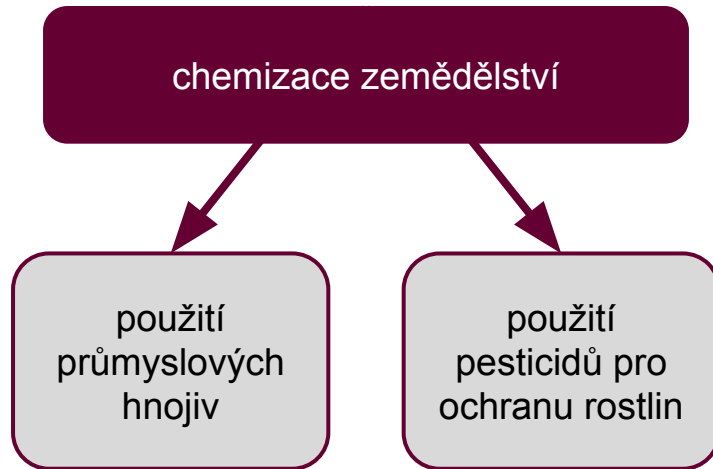 chemizace zemědělství
použití
průmyslových
hnojiv
použití
pesticidů pro
ochranu rostlin